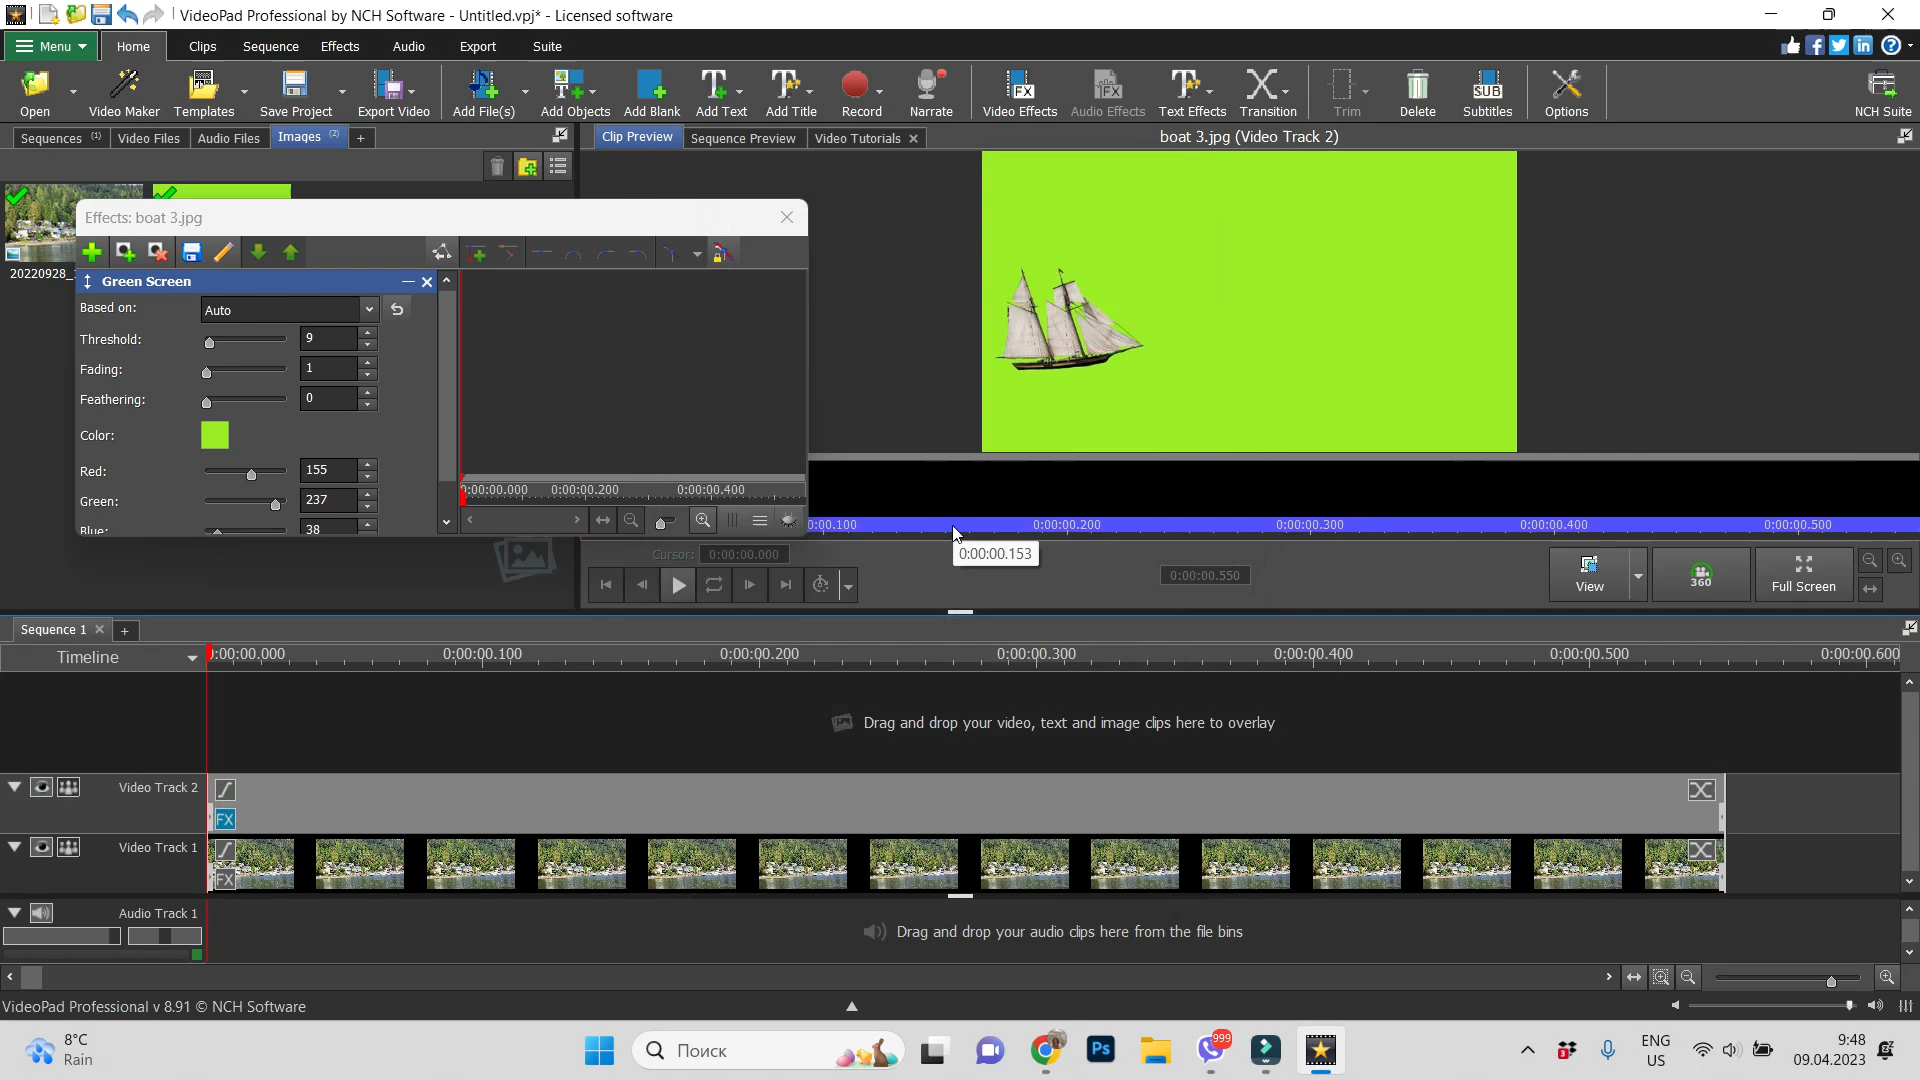 VideoPad Professional by NCH Software - Untitled.vpj* - Licensed software
Menu Home Clips Sequence Effects Audio Export Suite
Open Video Maker Templates Save Project Export Video Add File(s) Add Objects Add Blank Add Text Add Title Record Narrate Video Effects Audio Effects Text Effects Transition Trim Delete Subtitles Options NCH Suite
Sequences (1) Video Files Audio Files Images (2) +
Clip Preview Sequence Preview Video Tutorials boat 3.jpg (Video Track 2)
20220928_
Effects: boat 3.jpg
Green Screen
Based on: Auto
Threshold: 9
Fading: 1
Feathering: 0
Color:
Red: 155
Green: 237
Blue: 38
0:00:00.000 0:00:00.200 0:00:00.400
0:00:00.100 0:00:00.200 0:00:00.300 0:00:00.400 0:00:00.500
Cursor: 0:00:00.000
0:00:00.153
0:00:00.550
View 360 Full Screen
Sequence 1
Timeline
0:00:00.000 0:00:00.100 0:00:00.200 0:00:00.300 0:00:00.400 0:00:00.500 0:00:00.600
Drag and drop your video, text and image clips here to overlay
Video Track 2
FX
Video Track 1
FX
Audio Track 1
Drag and drop your audio clips here from the file bins
VideoPad Professional v 8.91 © NCH Software
8°C
Rain
Поиск
Ps
999
3
ENG
US
9:48
09.04.2023